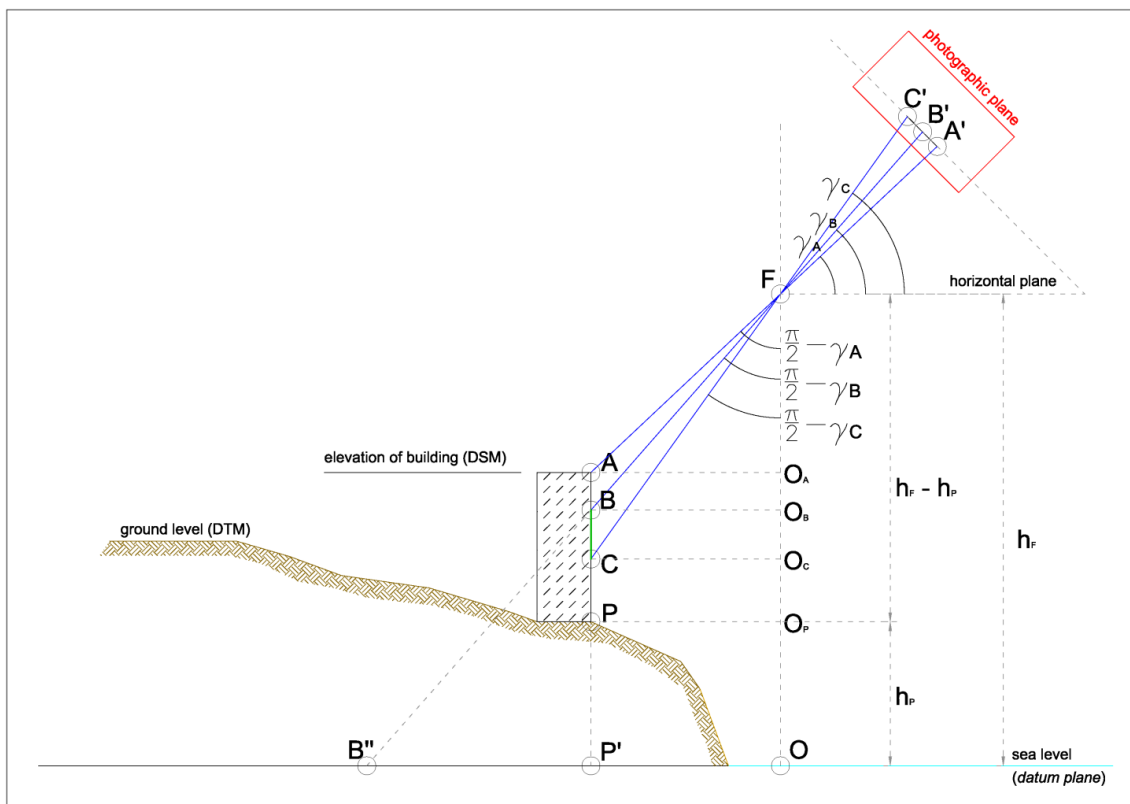 photographic plane
C'
B'
A'
γC
γB
γA
F
horizontal plane
π/2 — γA
π/2 — γB
π/2 — γC
elevation of building (DSM)
A
OA
B
OB
hF - hP
ground level (DTM)
hF
C
OC
P
OP
hP
B"
P'
O
sea level
(datum plane)